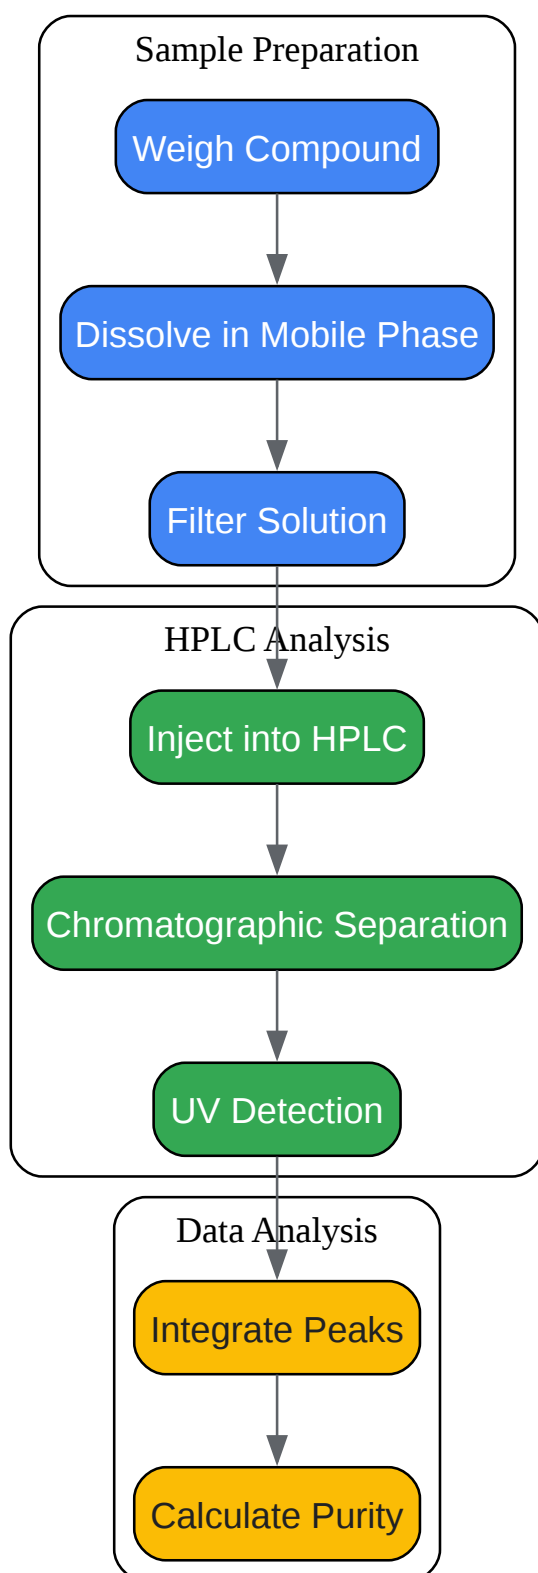 Sample Preparation
Weigh Compound
Dissolve in Mobile Phase
Filter Solution
HPLC Analysis
Inject into HPLC
Chromatographic Separation
UV Detection
Data Analysis
Integrate Peaks
Calculate Purity